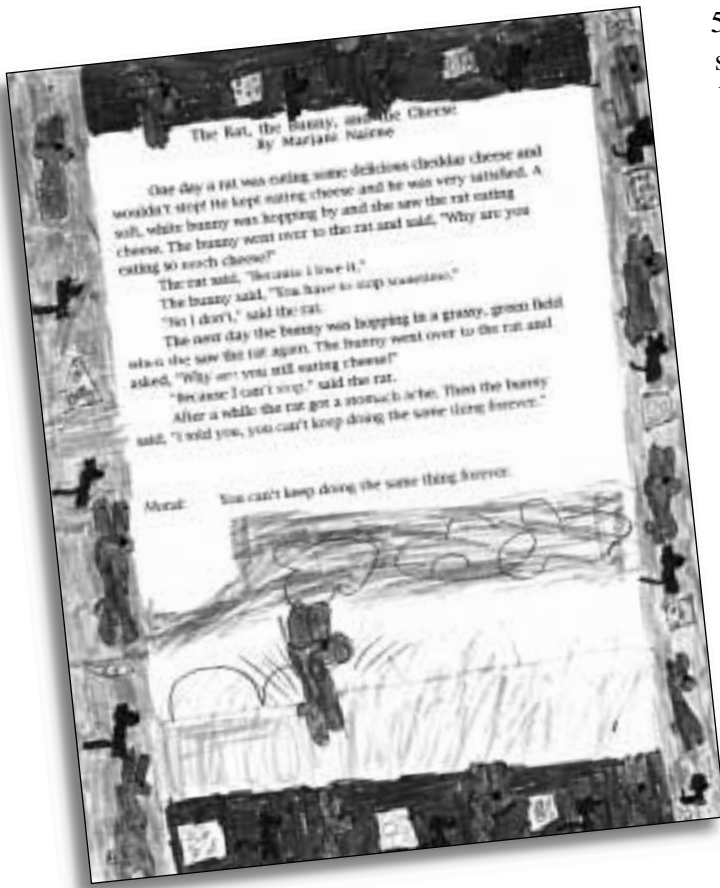 The Rat, the Bunny, and the Cheese
By Marjani Nairne
One day a rat was eating some delicious cheddar cheese and
wouldn't stop! He kept eating cheese and he was very satisfied. A
soft, white bunny was hopping by and she saw the rat eating
cheese. The bunny went over to the rat and said, "Why are you
eating so much cheese?"
The rat said, "Because I love it."
The bunny said, "You have to stop sometime."
"No I don't," said the rat.
The next day the bunny was hopping in a grassy, green field
when she saw the rat again. The bunny went over to the rat and
asked, "Why are you still eating cheese?"
"Because I can't stop," said the rat.
After a while the rat got a stomach ache. Then the bunny
said, "I told you, you can't keep doing the same thing forever."
Moral: You can't keep doing the same thing forever.
5
s